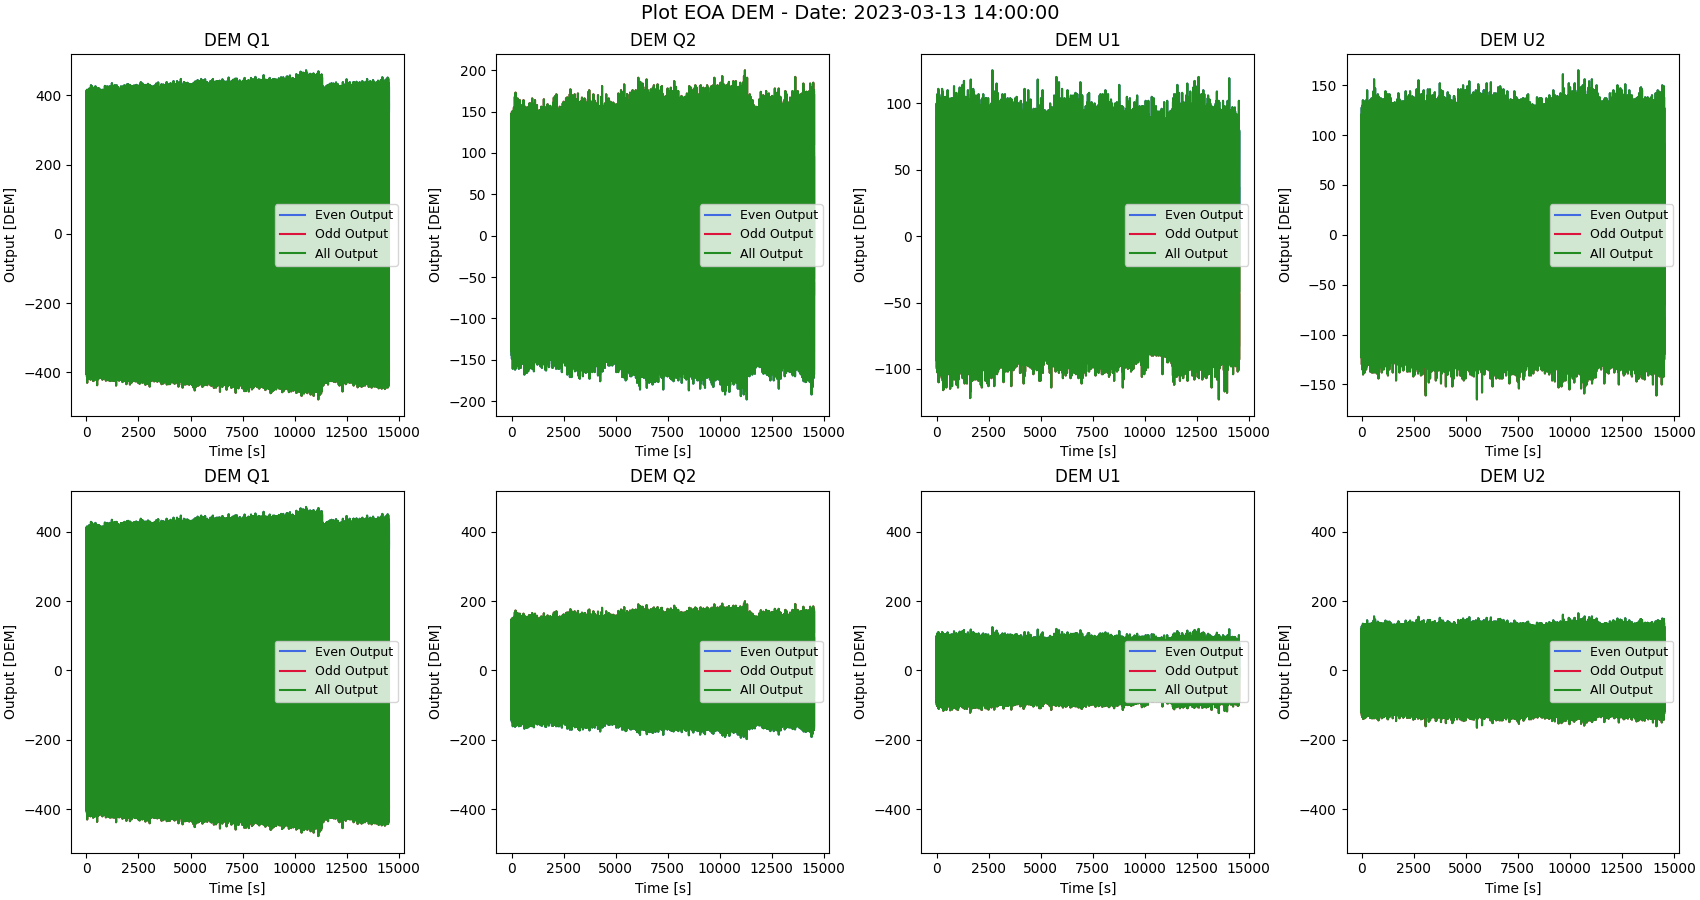 Plot EOA DEM - Date: 2023-03-13 14:00:00
DEM Q1
Output [DEM]
400
200
0
−200
−400
0 2500 5000 7500 10000 12500 15000
Time [s]
Even Output
Odd Output
All Output
DEM Q2
Output [DEM]
200
150
100
50
0
−50
−100
−150
−200
0 2500 5000 7500 10000 12500 15000
Time [s]
Even Output
Odd Output
All Output
DEM U1
Output [DEM]
100
50
0
−50
−100
0 2500 5000 7500 10000 12500 15000
Time [s]
Even Output
Odd Output
All Output
DEM U2
Output [DEM]
150
100
50
0
−50
−100
−150
0 2500 5000 7500 10000 12500 15000
Time [s]
Even Output
Odd Output
All Output
DEM Q1
Output [DEM]
400
200
0
−200
−400
0 2500 5000 7500 10000 12500 15000
Time [s]
Even Output
Odd Output
All Output
DEM Q2
Output [DEM]
400
200
0
−200
−400
0 2500 5000 7500 10000 12500 15000
Time [s]
Even Output
Odd Output
All Output
DEM U1
Output [DEM]
400
200
0
−200
−400
0 2500 5000 7500 10000 12500 15000
Time [s]
Even Output
Odd Output
All Output
DEM U2
Output [DEM]
400
200
0
−200
−400
0 2500 5000 7500 10000 12500 15000
Time [s]
Even Output
Odd Output
All Output